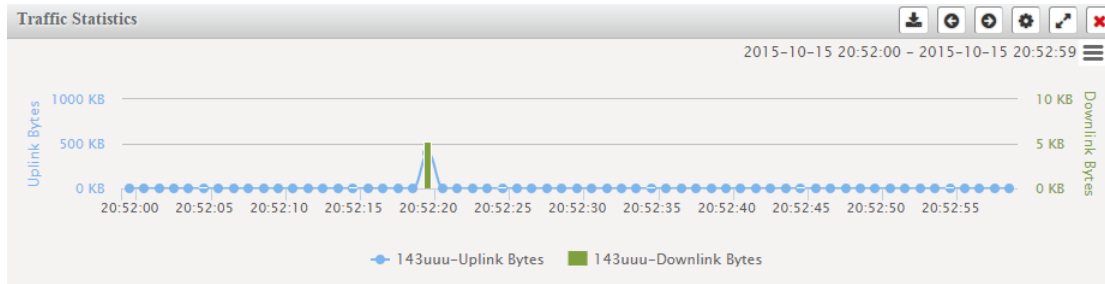 Traffic Statistics
2015-10-15 20:52:00 - 2015-10-15 20:52:59
Uplink Bytes
1000 KB
500 KB
0 KB
10 KB
5 KB
0 KB
Downlink Bytes
20:52:00 20:52:05 20:52:10 20:52:15 20:52:20 20:52:25 20:52:30 20:52:35 20:52:40 20:52:45 20:52:50 20:52:55
143uuu-Uplink Bytes 143uuu-Downlink Bytes